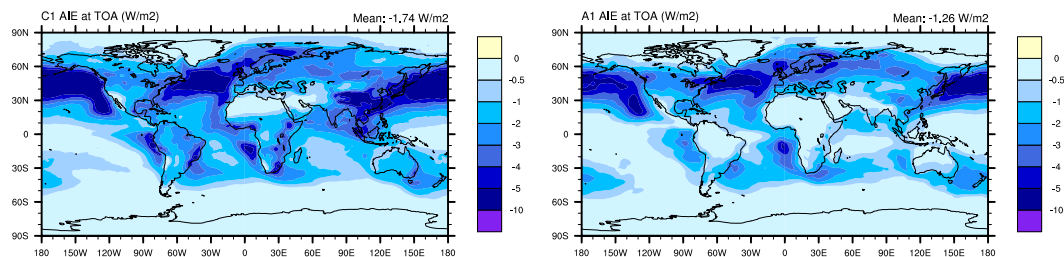 C1 AIE at TOA (W/m2) Mean: -1.74 W/m2
90N
60N
30N
0
30S
60S
90S
180 150W 120W 90W 60W 30W 0 30E 60E 90E 120E 150E 180
0
-0.5
-1
-2
-3
-4
-5
-10
A1 AIE at TOA (W/m2) Mean: -1.26 W/m2
90N
60N
30N
0
30S
60S
90S
180 150W 120W 90W 60W 30W 0 30E 60E 90E 120E 150E 180
0
-0.5
-1
-2
-3
-4
-5
-10